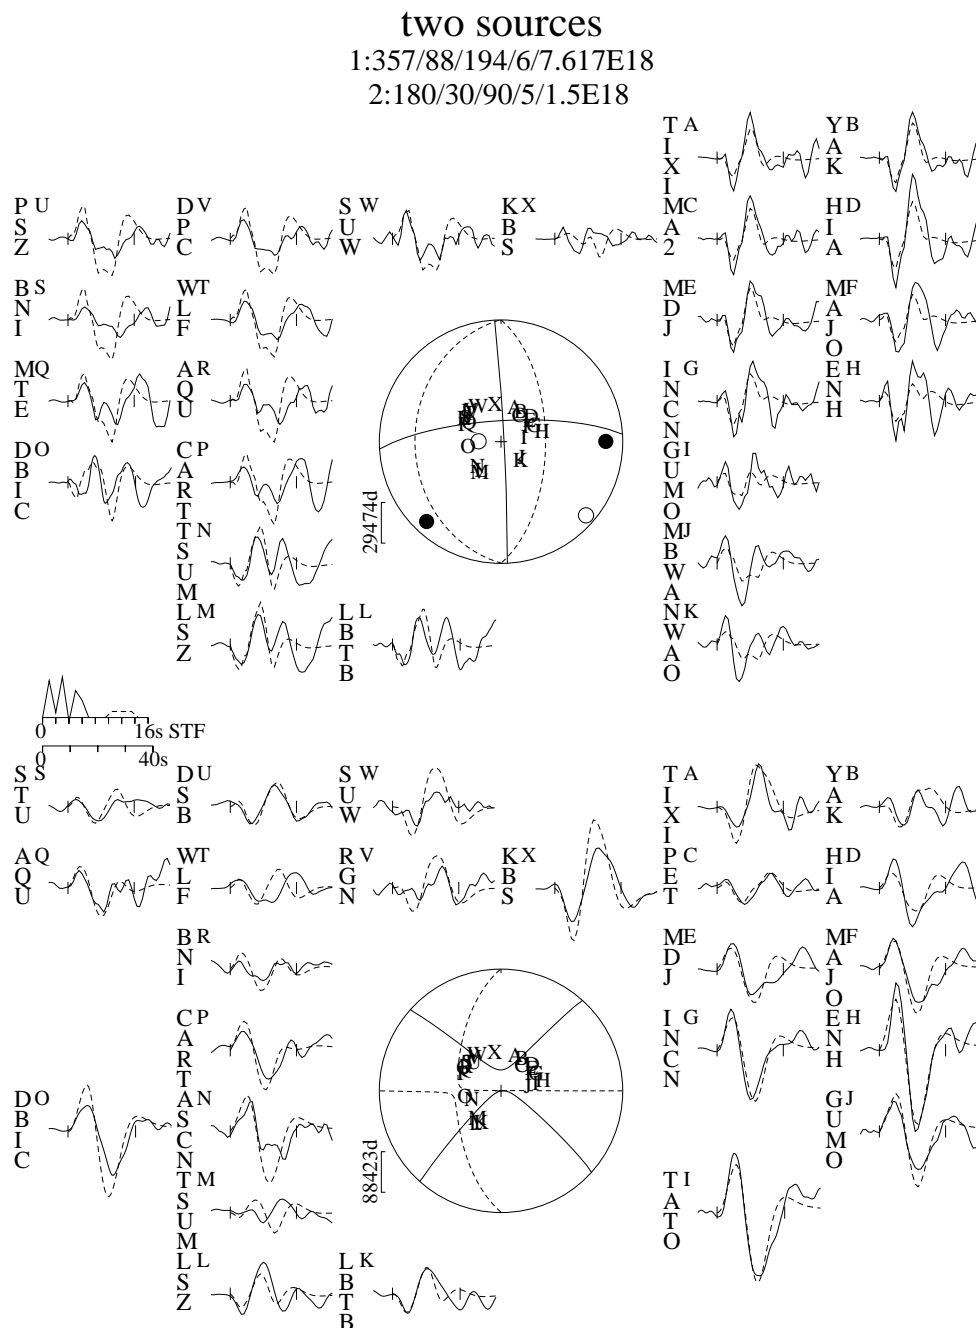 two sources
1:357/88/194/6/7.617E18
2:180/30/90/5/1.5E18
TIXI A
YAK B
PSZ U
DPC V
SUW W
KBS X
MA2 C
HIA D
BNI S
WLF T
MDJ E
MAJO F
MTE Q
AQU R
INCN G
ENH H
DBIC O
CART P
GUMO I
TSUM N
MBWA J
LSZ M
LBTB L
NWAO K
29474d
0 16s STF
0 40s
STU S
DSB U
SUW W
TIXI A
YAK B
AQU Q
WLF T
RGN V
KBS X
PET C
HIA D
BNI R
MDJ E
MAJO F
CART P
INCN G
ENH H
DBIC O
ASCN N
GUMO J
TSUM M
TATO I
LSZ L
LBTB K
88423d